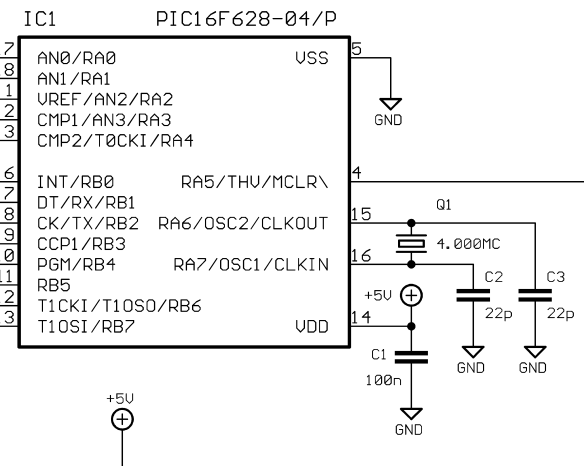 IC1 PIC16F628-04/P
7 AN0/RA0 VSS 5
8 AN1/RA1
1 VREF/AN2/RA2
2 CMP1/AN3/RA3
3 CMP2/T0CKI/RA4
GND
6 INT/RB0 RA5/THV/MCLR\ 4
7 DT/RX/RB1
8 CK/TX/RB2 RA6/OSC2/CLKOUT 15
Q1
9 CCP1/RB3
4.000MC
0 PGM/RB4 RA7/OSC1/CLKIN 16
11 RB5
C2 C3
+5V
2 T1CKI/T1OSO/RB6
22p 22p
3 T1OSI/RB7 VDD 14
C1
GND GND
100n
+5V
GND